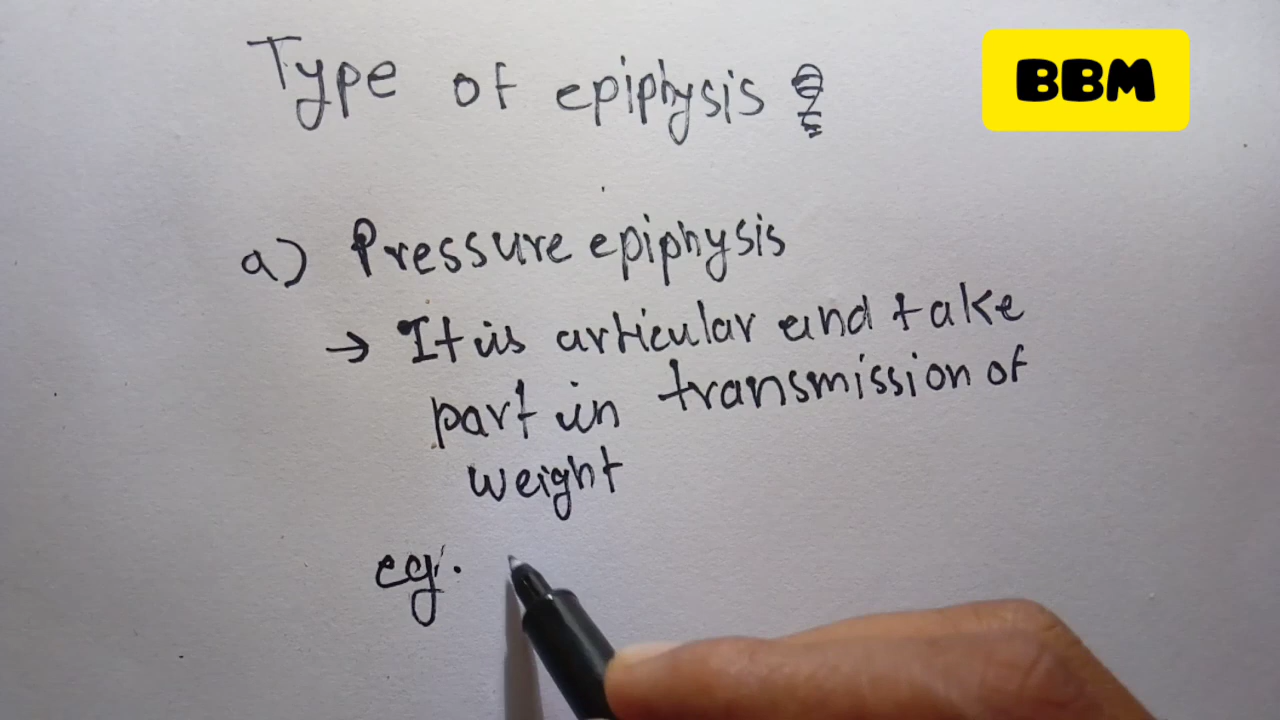 Type of epiphysis
BBM
a) Pressure epiphysis
→ It is articular and take
part in transmission of
weight
eg.